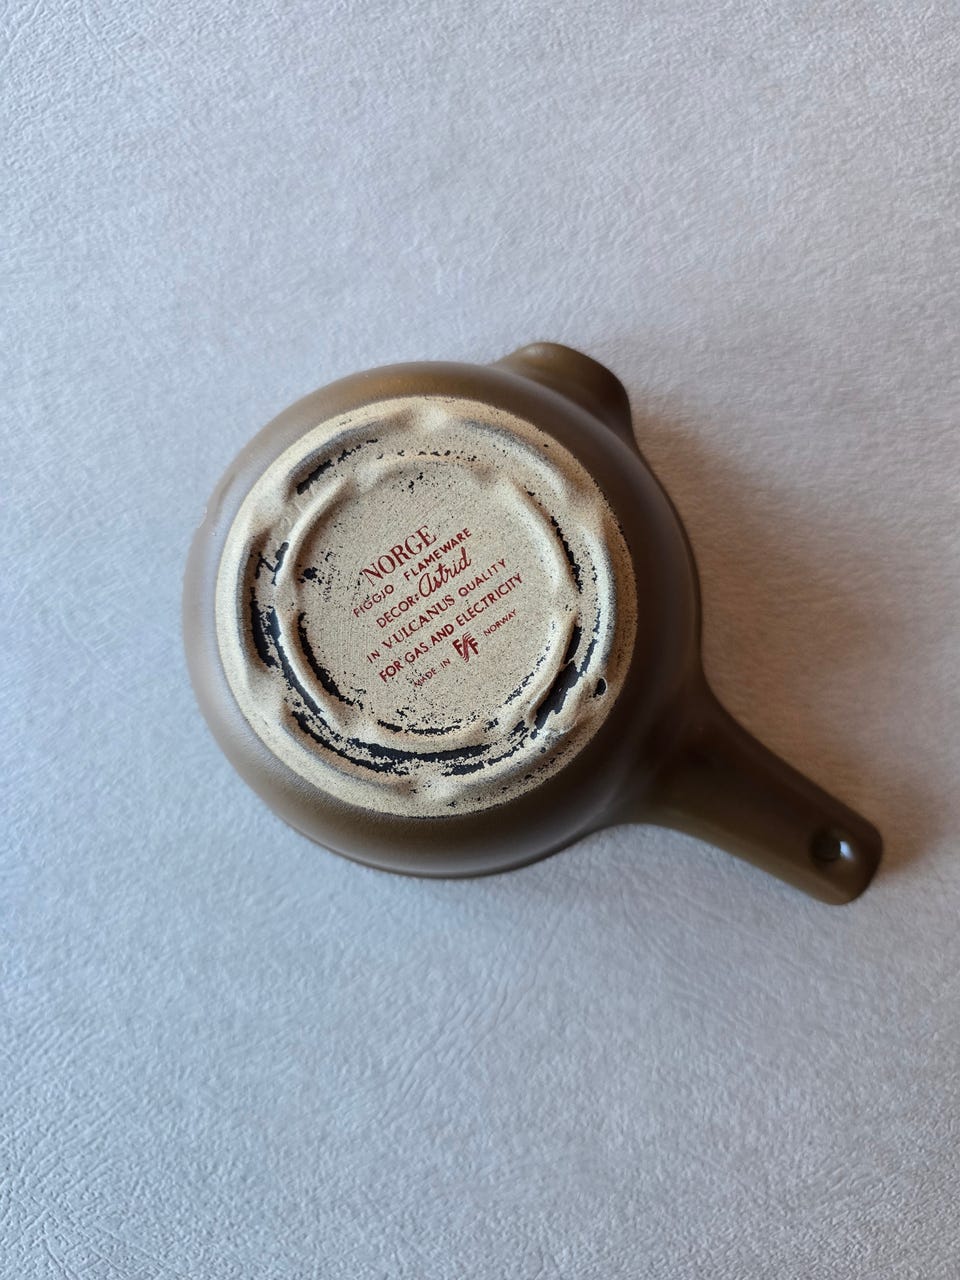 NORGE
FIGGJO FLAMEWARE
DECOR: Astrid
IN VULCANUS QUALITY
FOR GAS AND ELECTRICITY
MADE IN FF NORWAY